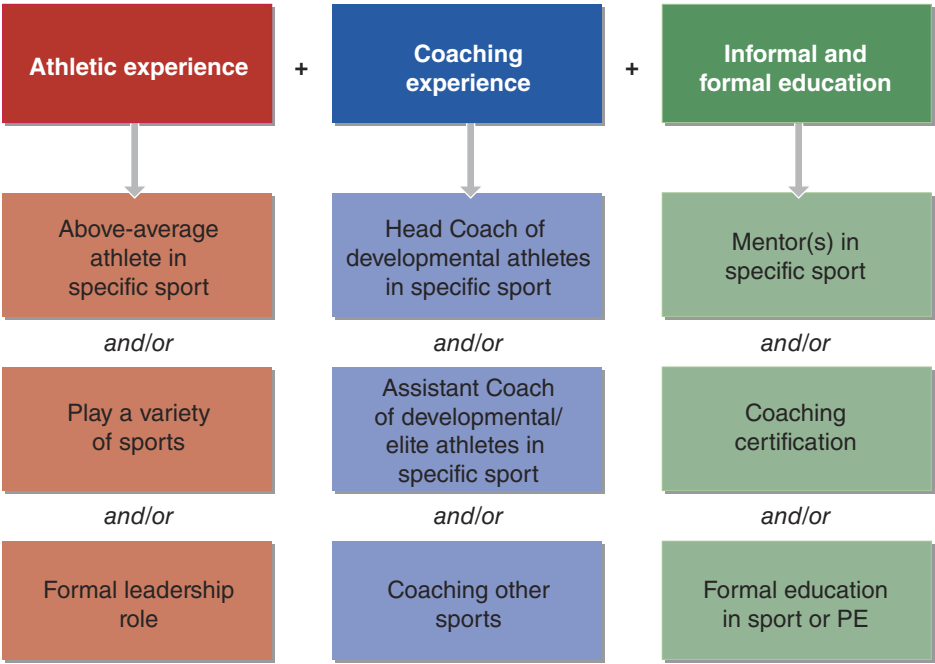 Athletic experience
+
Coaching
experience
+
Informal and
formal education
Above-average
athlete in
specific sport
Head Coach of
developmental athletes
in specific sport
Mentor(s) in
specific sport
and/or
and/or
and/or
Play a variety
of sports
Assistant Coach
of developmental/
elite athletes in
specific sport
Coaching
certification
and/or
and/or
and/or
Formal leadership
role
Coaching other
sports
Formal education
in sport or PE